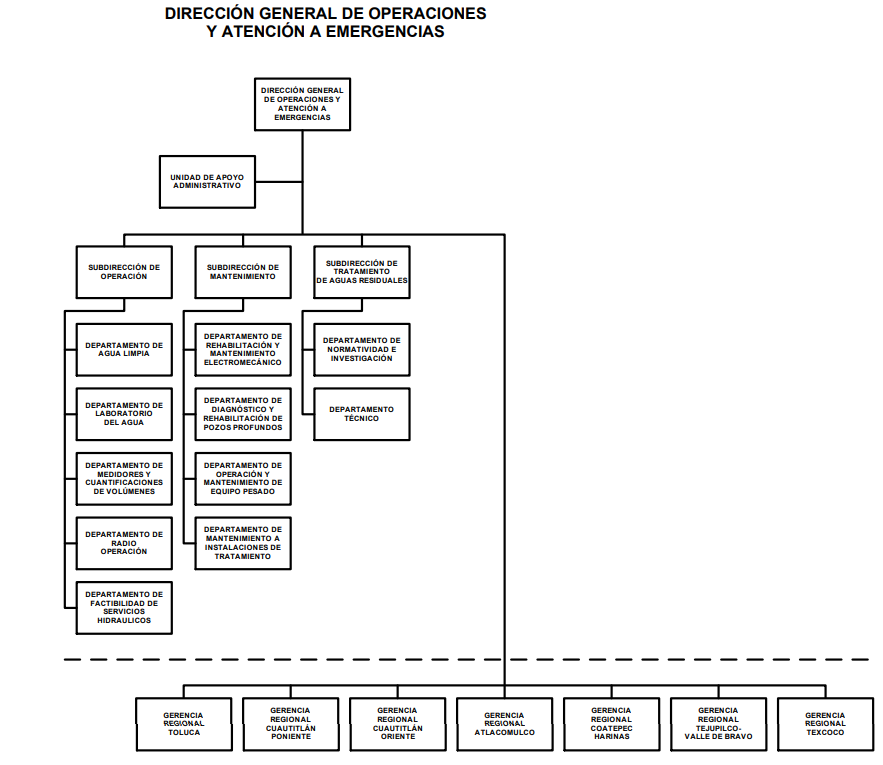 DIRECCIÓN GENERAL DE OPERACIONES
Y ATENCIÓN A EMERGENCIAS
DIRECCIÓN GENERAL
DE OPERACIONES Y
ATENCIÓN A
EMERGENCIAS
UNIDAD DE APOYO
ADMINISTRATIVO
SUBDIRECCIÓN DE
OPERACIÓN
SUBDIRECCIÓN DE
MANTENIMIENTO
SUBDIRECCIÓN DE
TRATAMIENTO
DE AGUAS RESIDUALES
DEPARTAMENTO DE
AGUA LIMPIA
DEPARTAMENTO DE
REHABILITACIÓN Y
MANTENIMIENTO
ELECTROMECÁNICO
DEPARTAMENTO DE
NORMATIVIDAD E
INVESTIGACIÓN
DEPARTAMENTO DE
LABORATORIO
DEL AGUA
DEPARTAMENTO DE
DIAGNÓSTICO Y
REHABILITACIÓN DE
POZOS PROFUNDOS
DEPARTAMENTO
TÉCNICO
DEPARTAMENTO DE
MEDIDORES Y
CUANTIFICACIONES
DE VOLÚMENES
DEPARTAMENTO DE
OPERACIÓN Y
MANTENIMIENTO DE
EQUIPO PESADO
DEPARTAMENTO DE
RADIO
OPERACIÓN
DEPARTAMENTO DE
MANTENIMIENTO A
INSTALACIONES DE
TRATAMIENTO
DEPARTAMENTO DE
FACTIBILIDAD DE
SERVICIOS
HIDRAULICOS
GERENCIA
REGIONAL
TOLUCA
GERENCIA
REGIONAL
CUAUTITLÁN
PONIENTE
GERENCIA
REGIONAL
CUAUTITLÁN
ORIENTE
GERENCIA
REGIONAL
ATLACOMULCO
GERENCIA
REGIONAL
COATEPEC
HARINAS
GERENCIA
REGIONAL
TEJUPILCO-
VALLE DE BRAVO
GERENCIA
REGIONAL
TEXCOCO